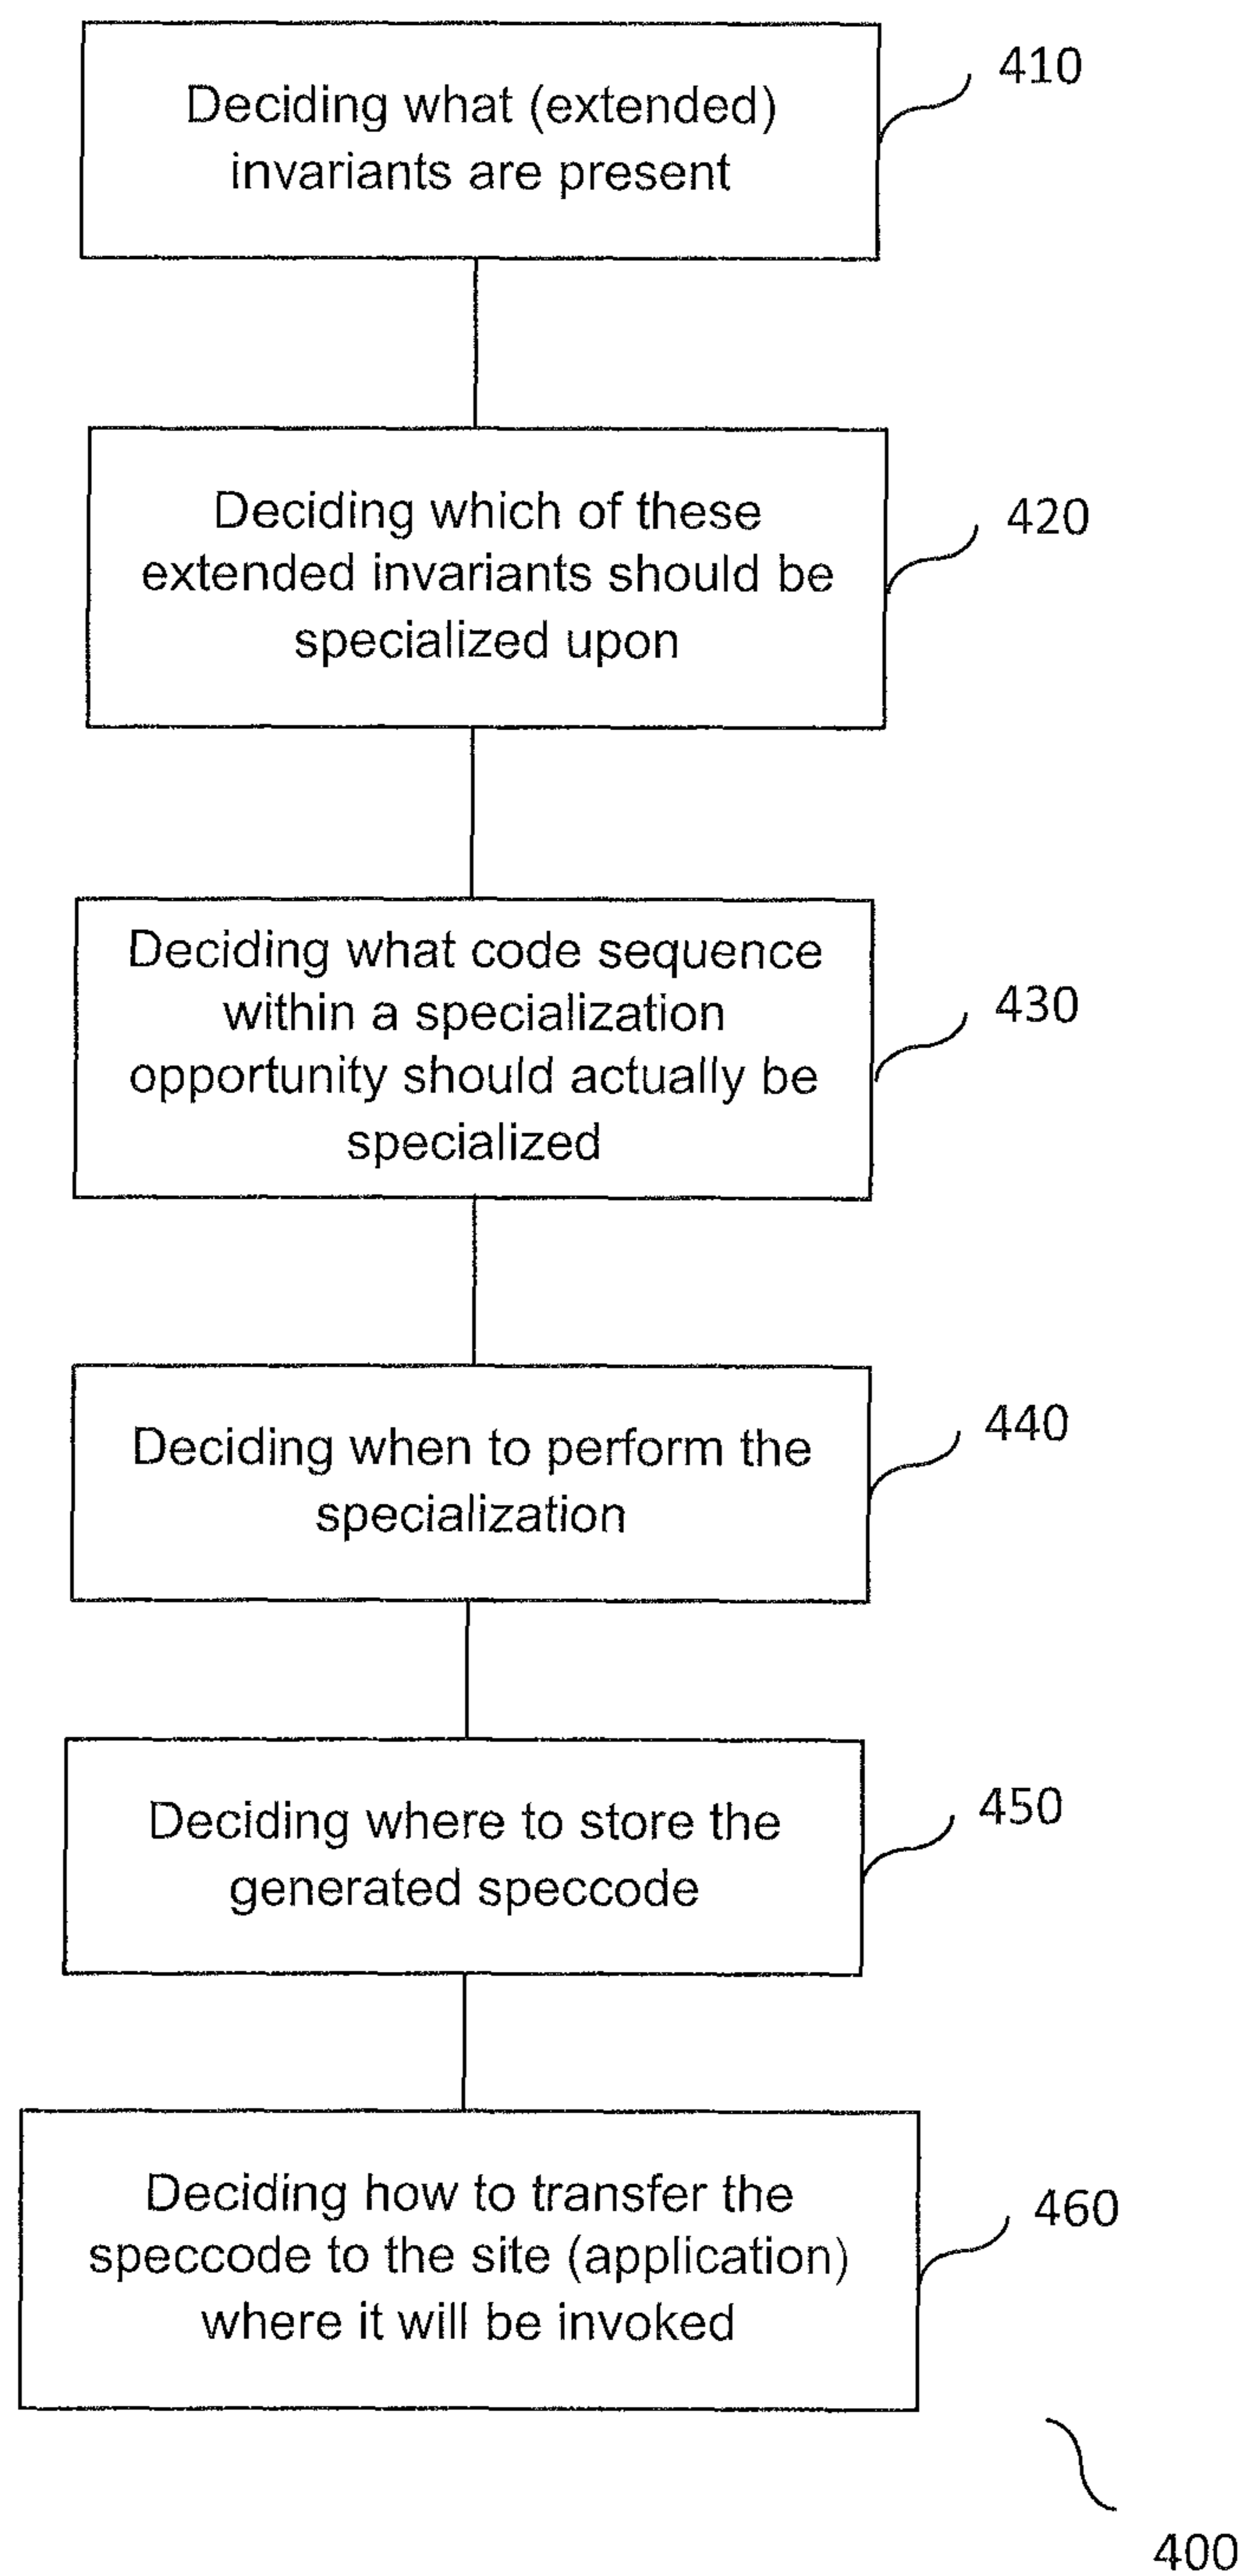 410
Deciding what (extended)
invariants are present
420
Deciding which of these
extended invariants should be
specialized upon
430
Deciding what code sequence
within a specialization
opportunity should actually be
specialized
440
Deciding when to perform the
specialization
450
Deciding where to store the
generated speccode
460
Deciding how to transfer the
speccode to the site (application)
where it will be invoked
400